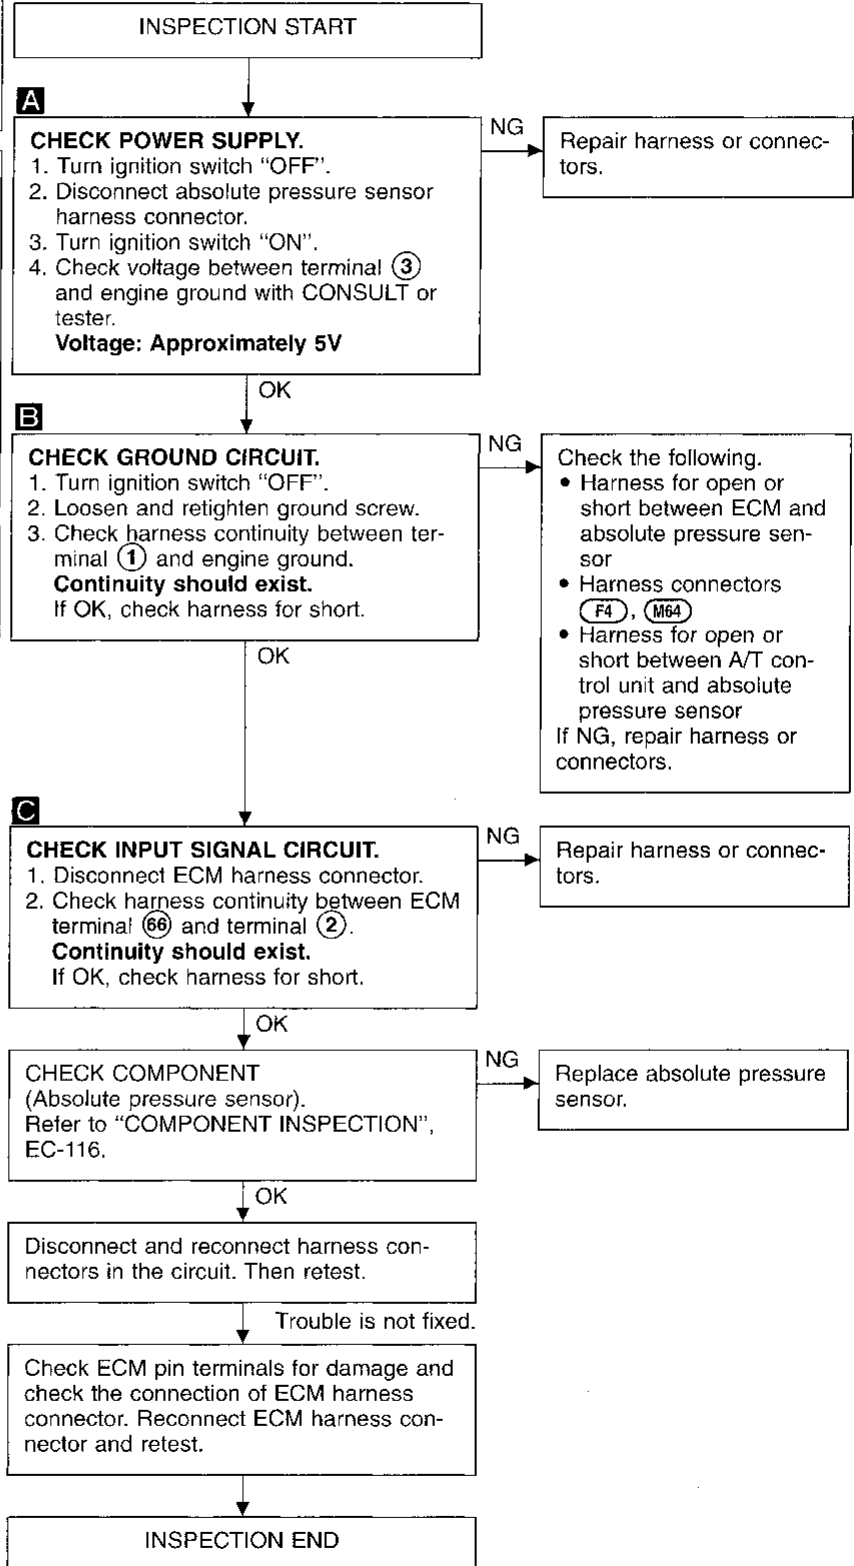 INSPECTION START
A
CHECK POWER SUPPLY.
1. Turn ignition switch “OFF”.
2. Disconnect absolute pressure sensor
harness connector.
3. Turn ignition switch “ON”.
4. Check voltage between terminal ③
and engine ground with CONSULT or
tester.
Voltage: Approximately 5V
NG
Repair harness or connec-
tors.
OK
B
CHECK GROUND CIRCUIT.
1. Turn ignition switch “OFF”.
2. Loosen and retighten ground screw.
3. Check harness continuity between ter-
minal ① and engine ground.
Continuity should exist.
If OK, check harness for short.
NG
Check the following.
• Harness for open or
short between ECM and
absolute pressure sen-
sor
• Harness connectors
F4, M64
• Harness for open or
short between A/T con-
trol unit and absolute
pressure sensor
If NG, repair harness or
connectors.
OK
C
CHECK INPUT SIGNAL CIRCUIT.
1. Disconnect ECM harness connector.
2. Check harness continuity between ECM
terminal 66 and terminal ②.
Continuity should exist.
If OK, check harness for short.
NG
Repair harness or connec-
tors.
OK
CHECK COMPONENT
(Absolute pressure sensor).
Refer to “COMPONENT INSPECTION”,
EC-116.
NG
Replace absolute pressure
sensor.
OK
Disconnect and reconnect harness con-
nectors in the circuit. Then retest.
Trouble is not fixed.
Check ECM pin terminals for damage and
check the connection of ECM harness
connector. Reconnect ECM harness con-
nector and retest.
INSPECTION END